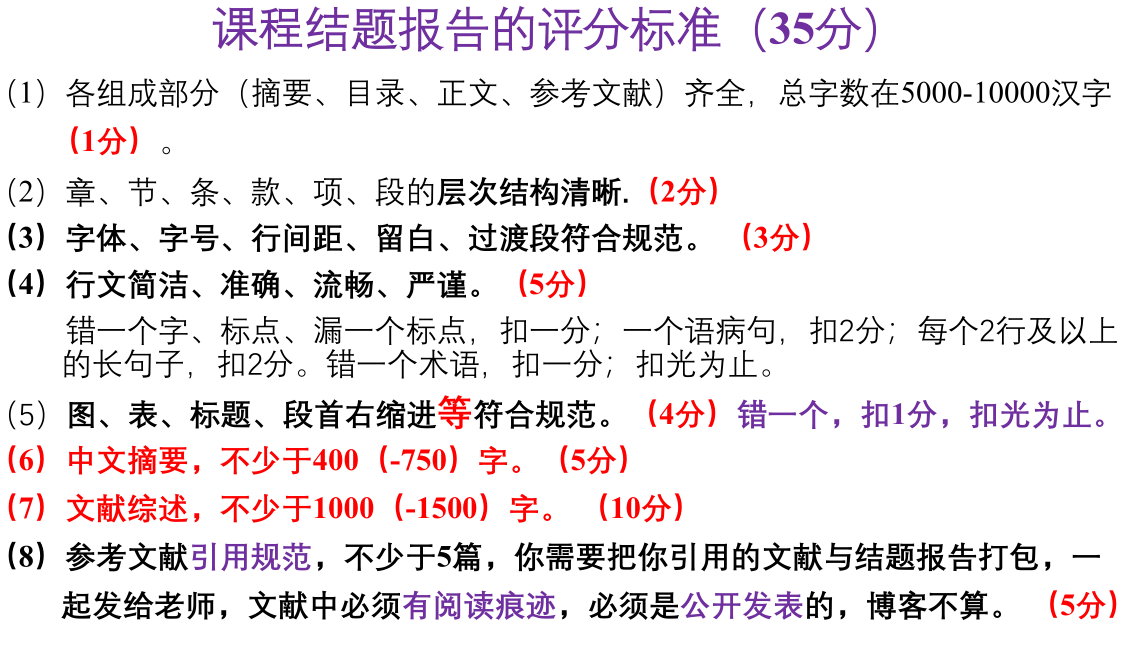 课程结题报告的评分标准（35分）
（1）各组成部分（摘要、目录、正文、参考文献）齐全，总字数在5000-10000汉字
（1分）。
（2）章、节、条、款、项、段的层次结构清晰.（2分）
（3）字体、字号、行间距、留白、过渡段符合规范。（3分）
（4）行文简洁、准确、流畅、严谨。（5分）
错一个字、标点、漏一个标点，扣一分；一个语病句，扣2分；每个2行及以上
的长句子，扣2分。错一个术语，扣一分；扣光为止。
（5）图、表、标题、段首右缩进等符合规范。（4分）错一个，扣1分，扣光为止。
（6）中文摘要，不少于400（-750）字。（5分）
（7）文献综述，不少于1000（-1500）字。（10分）
（8）参考文献引用规范，不少于5篇，你需要把你引用的文献与结题报告打包，一
起发给老师，文献中必须有阅读痕迹，必须是公开发表的，博客不算。（5分）